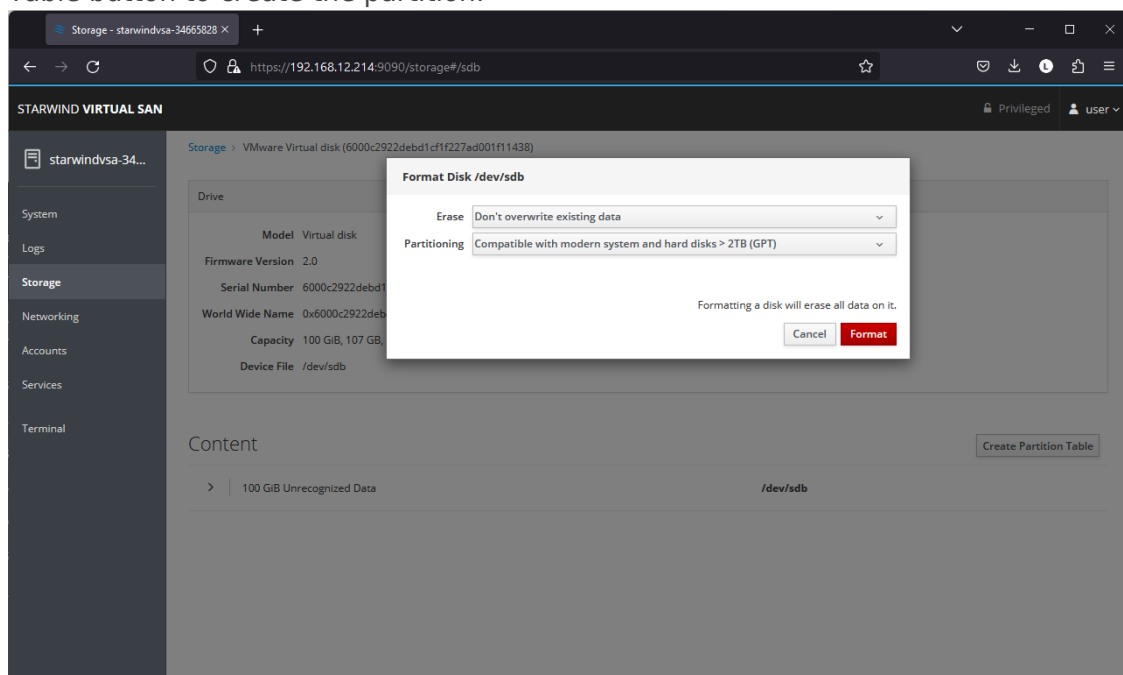 Table button to create the partition.
Storage - starwindvsa-34665828 × +
https://192.168.12.214:9090/storage#/sdb
STARWIND VIRTUAL SAN
Privileged
user
starwindvsa-34...
System
Logs
Storage
Networking
Accounts
Services
Terminal
Storage > VMware Virtual disk (6000c2922debd1cf1f227ad001f11438)
Drive
Model Virtual disk
Firmware Version 2.0
Serial Number 6000c2922debd1
World Wide Name 0x6000c2922deb
Capacity 100 GiB, 107 GB,
Device File /dev/sdb
Format Disk /dev/sdb
Erase Don't overwrite existing data
Partitioning Compatible with modern system and hard disks > 2TB (GPT)
Formatting a disk will erase all data on it.
Cancel Format
Content
Create Partition Table
100 GiB Unrecognized Data /dev/sdb